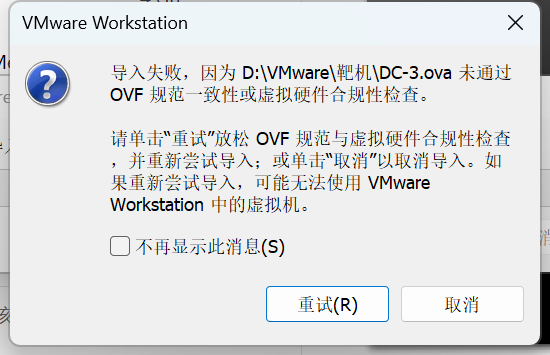 VMware Workstation
导入失败，因为 D:\VMware\靶机\DC-3.ova 未通过
OVF 规范一致性或虚拟硬件合规性检查。
请单击“重试”放松 OVF 规范与虚拟硬件合规性检查
，并重新尝试导入；或单击“取消”以取消导入。如
果重新尝试导入，可能无法使用 VMware
Workstation 中的虚拟机。
不再显示此消息(S)
重试(R)
取消